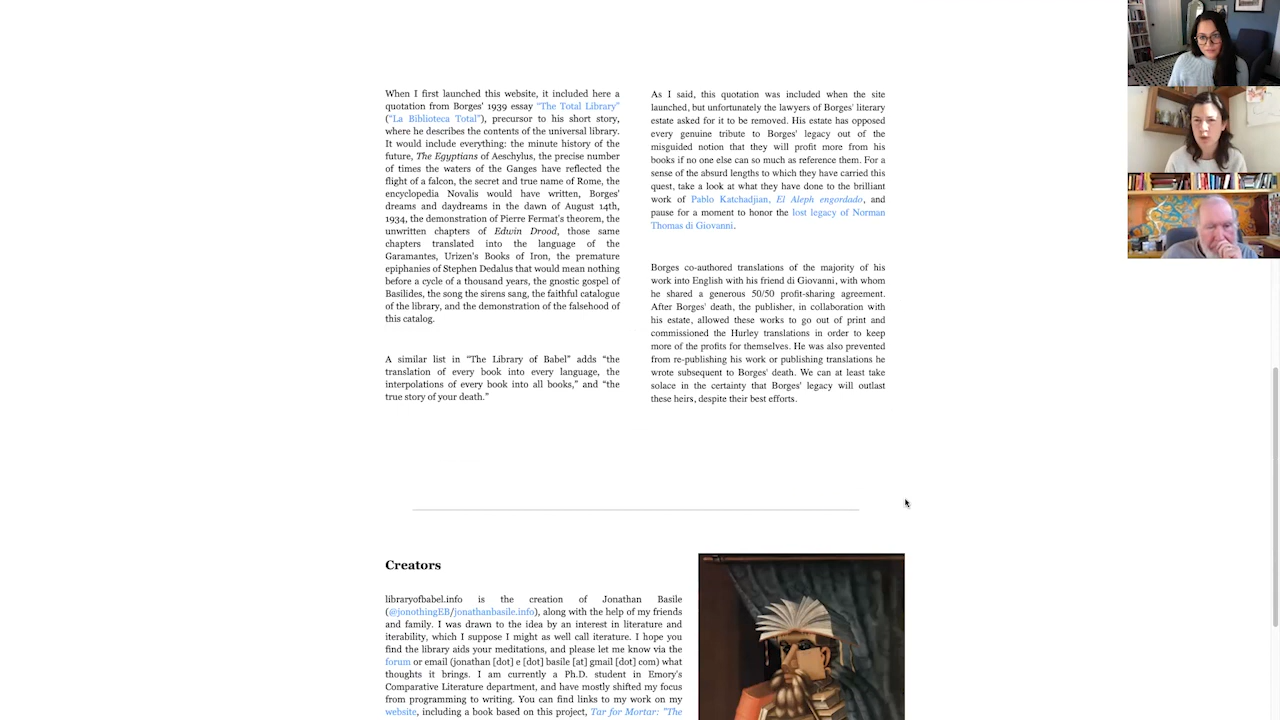 When I first launched this website, it included here a
quotation from Borges' 1939 essay "The Total Library"
("La Biblioteca Total"), precursor to his short story,
where he describes the contents of the universal library.
It would include everything: the minute history of the
future, The Egyptians of Aeschylus, the precise number
of times the waters of the Ganges have reflected the
flight of a falcon, the secret and true name of Rome, the
encyclopedia Novalis would have written, Borges'
dreams and daydreams in the dawn of August 14th,
1934, the demonstration of Pierre Fermat's theorem, the
unwritten chapters of Edwin Drood, those same
chapters translated into the language of the
Garamantes, Urizen's Books of Iron, the premature
epiphanies of Stephen Dedalus that would mean nothing
before a cycle of a thousand years, the gnostic gospel of
Basilides, the song the sirens sang, the faithful catalogue
of the library, and the demonstration of the falsehood of
this catalog.
A similar list in "The Library of Babel" adds "the
translation of every book into every language, the
interpolations of every book into all books," and "the
true story of your death."
As I said, this quotation was included when the site
launched, but unfortunately the lawyers of Borges' literary
estate asked for it to be removed. His estate has opposed
every genuine tribute to Borges' legacy out of the
misguided notion that they will profit more from his
books if no one else can so much as reference them. For a
sense of the absurd lengths to which they have carried this
quest, take a look at what they have done to the brilliant
work of Pablo Katchadjian, El Aleph engordado, and
pause for a moment to honor the lost legacy of Norman
Thomas di Giovanni.
Borges co-authored translations of the majority of his
work into English with his friend di Giovanni, with whom
he shared a generous 50/50 profit-sharing agreement.
After Borges' death, the publisher, in collaboration with
his estate, allowed these works to go out of print and
commissioned the Hurley translations in order to keep
more of the profits for themselves. He was also prevented
from re-publishing his work or publishing translations he
wrote subsequent to Borges' death. We can at least take
solace in the certainty that Borges' legacy will outlast
these heirs, despite their best efforts.
Creators
libraryofbabel.info is the creation of Jonathan Basile
(@jonothingEB/jonathanbasile.info), along with the help of my friends
and family. I was drawn to the idea by an interest in literature and
iterability, which I suppose I might as well call iterature. I hope you
find the library aids your meditations, and please let me know via the
forum or email (jonathan [dot] e [dot] basile [at] gmail [dot] com) what
thoughts it brings. I am currently a Ph.D. student in Emory's
Comparative Literature department, and have mostly shifted my focus
from programming to writing. You can find links to my work on my
website, including a book based on this project, Tar for Mortar: "The